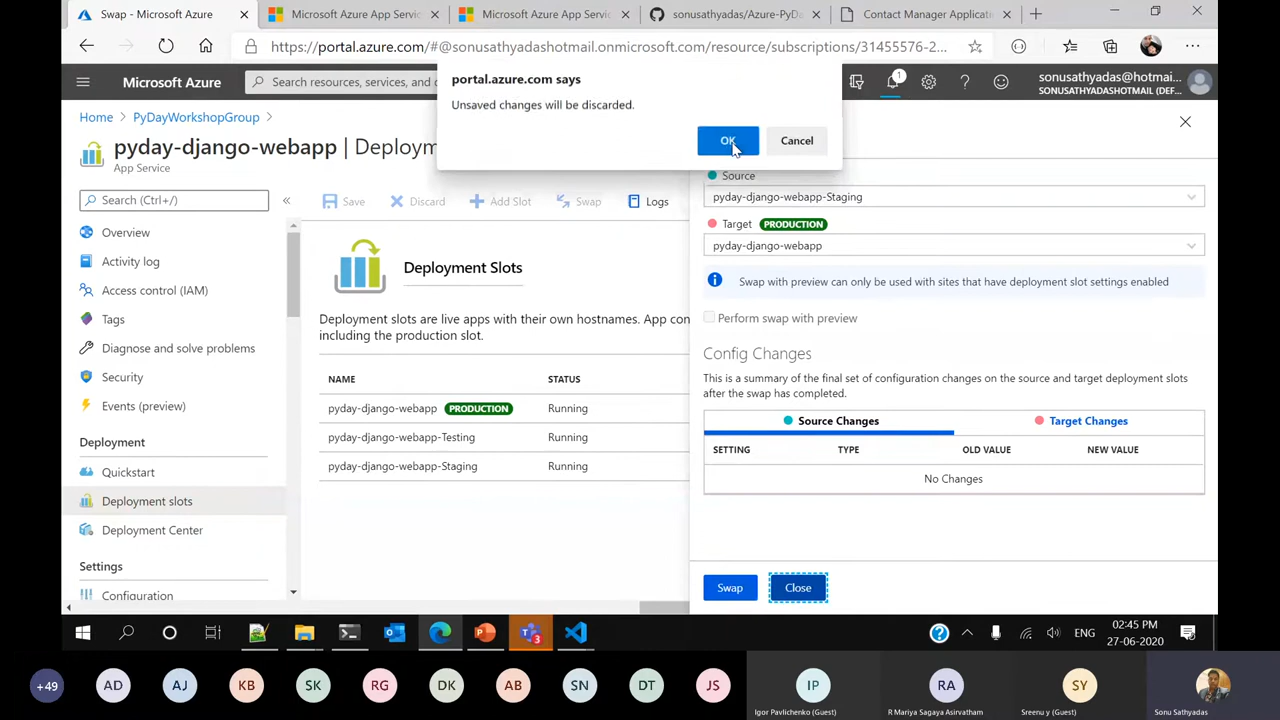 Swap - Microsoft Azure
Microsoft Azure App Servic
Microsoft Azure App Servic
sonusathyadas/Azure-PyDa
Contact Manager Applicati
https://portal.azure.com/#@sonusathyadashotmail.onmicrosoft.com/resource/subscriptions/31455576-2...
portal.azure.com says
Unsaved changes will be discarded.
OK
Cancel
Microsoft Azure
Search resources, services, and d
1
sonusathyadas@hotmai...
SONUSATHYADASHOTMAIL (DEF...
Home > PyDayWorkshopGroup >
pyday-django-webapp | Deploym
App Service
Search (Ctrl+/)
«
Overview
Activity log
Access control (IAM)
Tags
Diagnose and solve problems
Security
Events (preview)
Deployment
Quickstart
Deployment slots
Deployment Center
Settings
Configuration
Save
Discard
Add Slot
Swap
Logs
Deployment Slots
Deployment slots are live apps with their own hostnames. App con
including the production slot.
NAME STATUS
pyday-django-webapp PRODUCTION Running
pyday-django-webapp-Testing Running
pyday-django-webapp-Staging Running
Source
pyday-django-webapp-Staging
Target PRODUCTION
pyday-django-webapp
Swap with preview can only be used with sites that have deployment slot settings enabled
Perform swap with preview
Config Changes
This is a summary of the final set of configuration changes on the source and target deployment slots
after the swap has completed.
Source Changes Target Changes
SETTING TYPE OLD VALUE NEW VALUE
No Changes
Swap
Close
3
ENG
02:45 PM
27-06-2020
+49
AD
AJ
KB
SK
RG
DK
AB
SN
DT
JS
IP
Igor Pavlichenko (Guest)
RA
R Mariya Sagaya Asirvatham
SY
Sreenu y (Guest)
Sonu Sathyadas